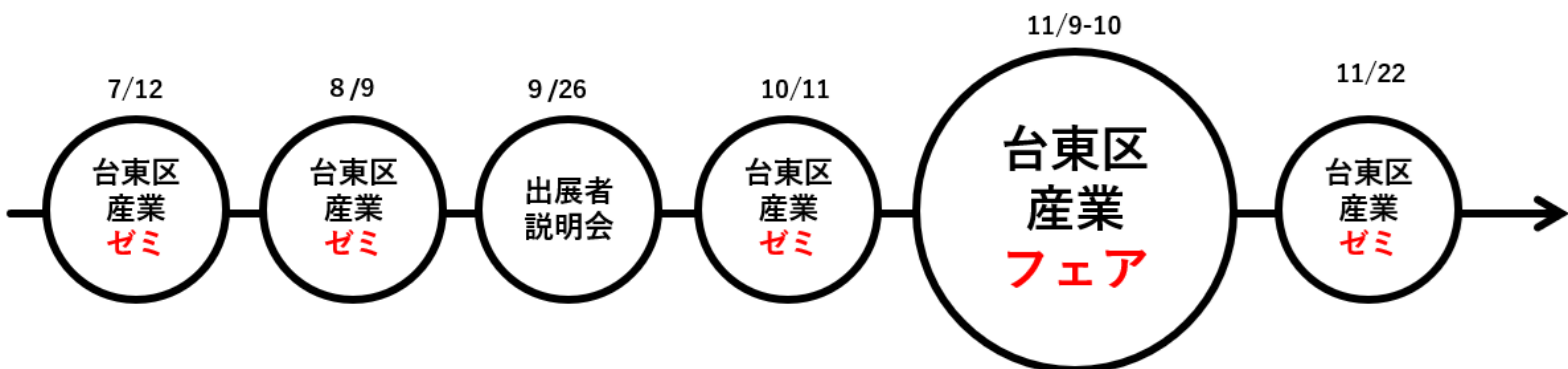 7/12
台東区
産業
ゼミ
8/9
台東区
産業
ゼミ
9/26
出展者
説明会
10/11
台東区
産業
ゼミ
11/9-10
台東区
産業
フェア
11/22
台東区
産業
ゼミ